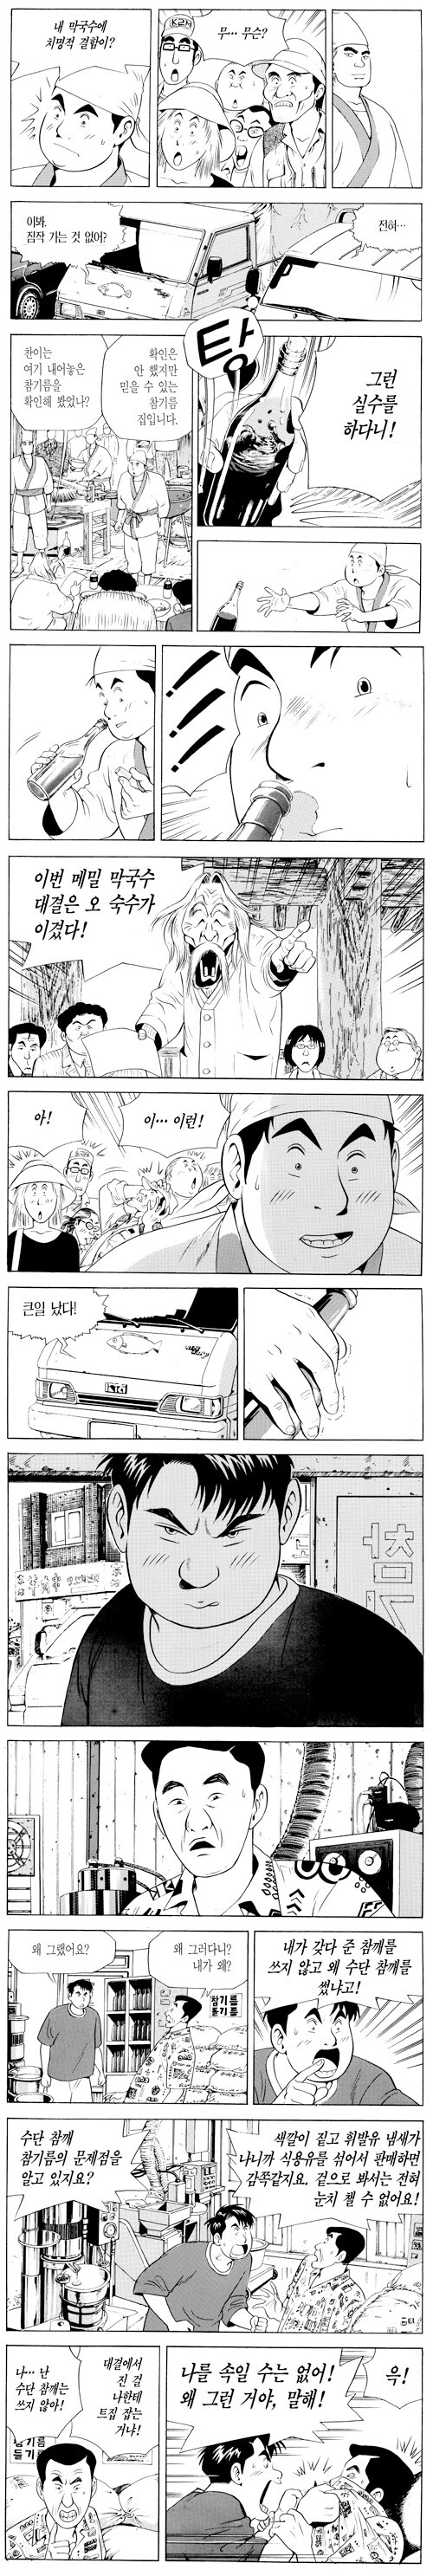 내 막국수에
치명적 결함이?
무… 무슨?
K2H
이봐.
짐작 가는 것 없어?
전혀…
찬이는
여기 내어놓은
참기름을
확인해 봤었나?
확인은
안 했지만
믿을 수 있는
참기름
집입니다.
탕
그런
실수를
하다니!
이번 메밀 막국수
대결은 오 숙수가
이겼다!
아!
이… 이런!
큰일 났다!
왜 그랬어요?
왜 그러다니?
내가 왜?
참기름
들기름
내가 갖다 준 참깨를
쓰지 않고 왜 수단 참깨를
썼냐고!
수단 참깨
참기름의 문제점을
알고 있지요?
색깔이 짙고 휘발유 냄새가
나니까 식용유를 섞어서 판매하면
감쪽같지요. 겉으로 봐서는 전혀
눈치 챌 수 없어요!
나… 난
수단 참깨는
쓰지 않아!
대결에서
진 걸
나한테
트집 잡는
거냐!
참기름
들기름
나를 속일 수는 없어!
왜 그런 거야, 말해!
윽!